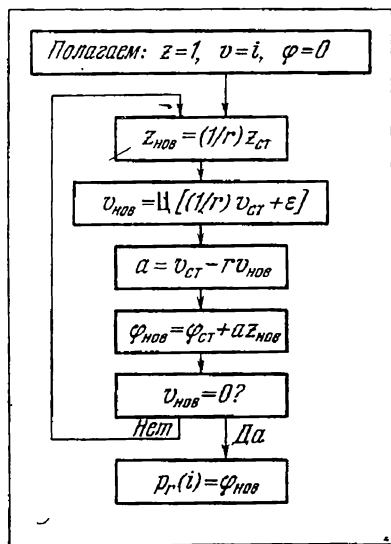 Полагаем: z=1, v=i, φ=0
z_нов = (1/r) z_ст
v_нов = Ц [(1/r) v_ст + ε]
a = v_ст − r v_нов
φ_нов = φ_ст + a z_нов
v_нов = 0?
Нет Да
p_r(i) = φ_нов